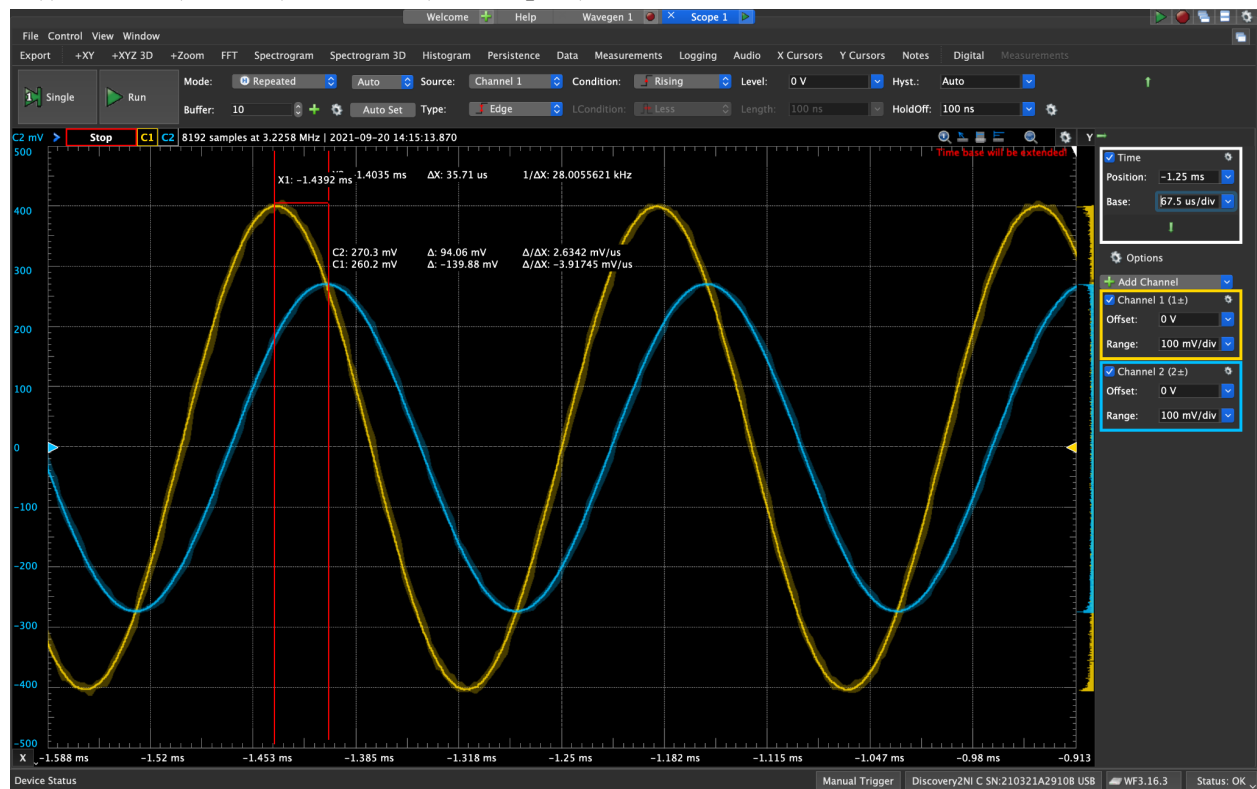 Welcome Help Wavegen 1 Scope 1
File Control View Window
Export +XY +XYZ 3D +Zoom FFT Spectrogram Spectrogram 3D Histogram Persistence Data Measurements Logging Audio X Cursors Y Cursors Notes Digital Measurements
Single Run Mode: Repeated Auto Source: Channel 1 Condition: Rising Level: 0 V Hyst.: Auto
Buffer: 10 Auto Set Type: Edge LCondition: Less Length: 100 ns HoldOff: 100 ns
C2 mV Stop C1 C2 8192 samples at 3.2258 MHz | 2021-09-20 14:15:13.870 Y
Time base will be extended!
X1: -1.4392 ms -1.4035 ms ΔX: 35.71 us 1/ΔX: 28.0055621 kHz
C2: 270.3 mV Δ: 94.06 mV Δ/ΔX: 2.6342 mV/us
C1: 260.2 mV Δ: -139.88 mV Δ/ΔX: -3.91745 mV/us
500
400
300
200
100
0
-100
-200
-300
-400
-500
X -1.588 ms -1.52 ms -1.453 ms -1.385 ms -1.318 ms -1.25 ms -1.182 ms -1.115 ms -1.047 ms -0.98 ms -0.913
Time
Position: -1.25 ms
Base: 67.5 us/div
Options
Add Channel
Channel 1 (1±)
Offset: 0 V
Range: 100 mV/div
Channel 2 (2±)
Offset: 0 V
Range: 100 mV/div
Device Status Manual Trigger Discovery2NI C SN:210321A2910B USB WF3.16.3 Status: OK